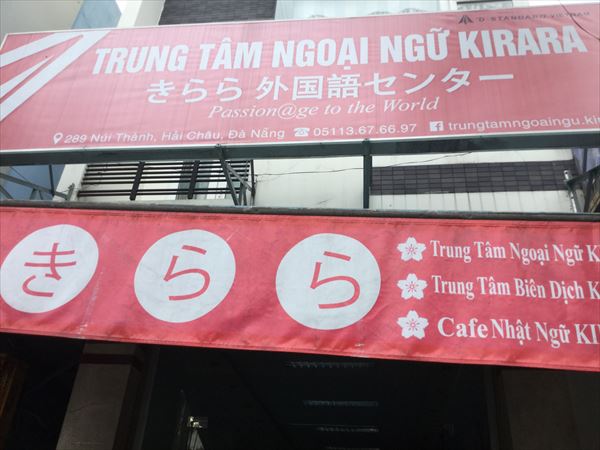 D-STANDARD VIETNAM
TRUNG TÂM NGOẠI NGỮ KIRARA
きらら 外国語センター
Passion@ge to the World
289 Núi Thành, Hải Châu, Đà Nẵng ☎ 05113.67.66.97 f trungtamngoaingu.ki
きらら
Trung Tâm Ngoại Ngữ K
Trung Tâm Biên Dịch K
Cafe Nhật Ngữ KI